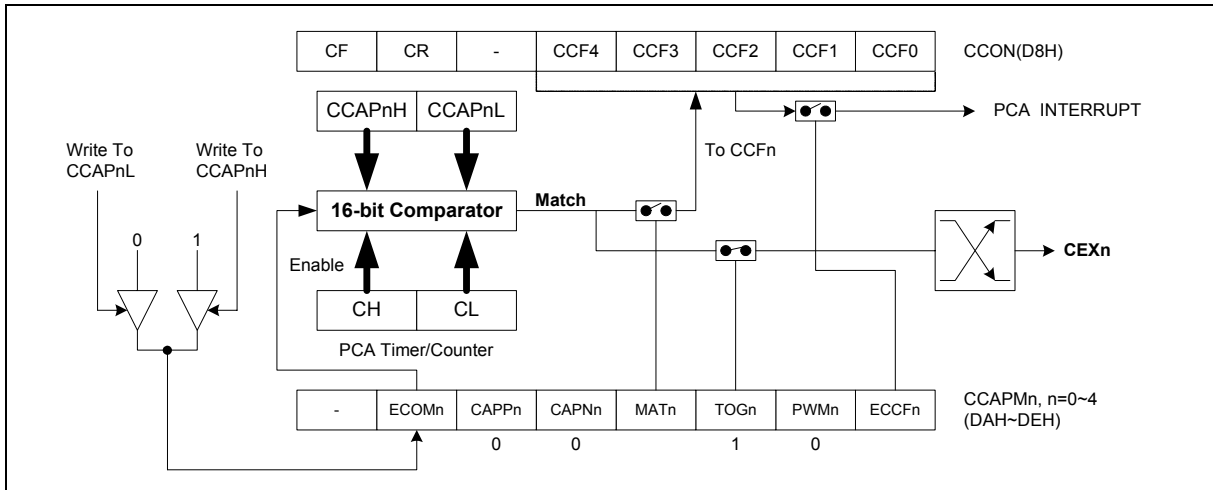 CF CR - CCF4 CCF3 CCF2 CCF1 CCF0 CCON(D8H)
CCAPnH CCAPnL
PCA INTERRUPT
To CCFn
Write To
CCAPnL
Write To
CCAPnH
16-bit Comparator
Match
0 1
Enable
CEXn
CH CL
PCA Timer/Counter
- ECOMn CAPPn CAPNn MATn TOGn PWMn ECCFn
CCAPMn, n=0~4
(DAH~DEH)
0 0 1 0